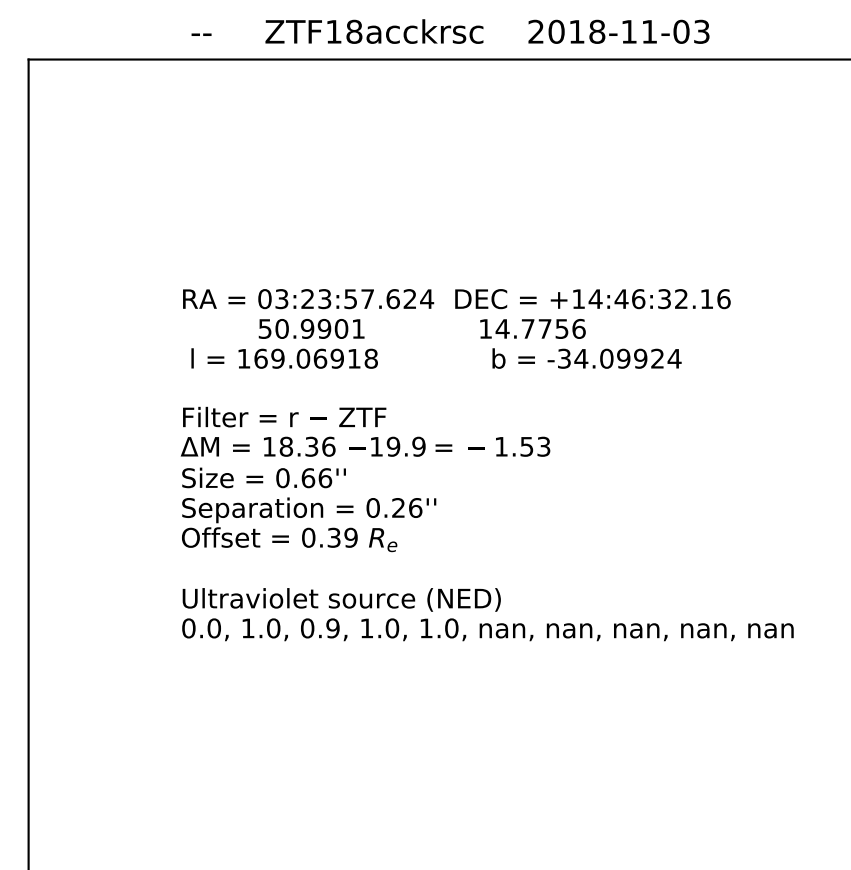 -- ZTF18acckrsc 2018-11-03
RA = 03:23:57.624 DEC = +14:46:32.16
50.9901 14.7756
l = 169.06918 b = -34.09924
Filter = r − ZTF
ΔM = 18.36 −19.9 = − 1.53
Size = 0.66''
Separation = 0.26''
Offset = 0.39 Re
Ultraviolet source (NED)
0.0, 1.0, 0.9, 1.0, 1.0, nan, nan, nan, nan, nan